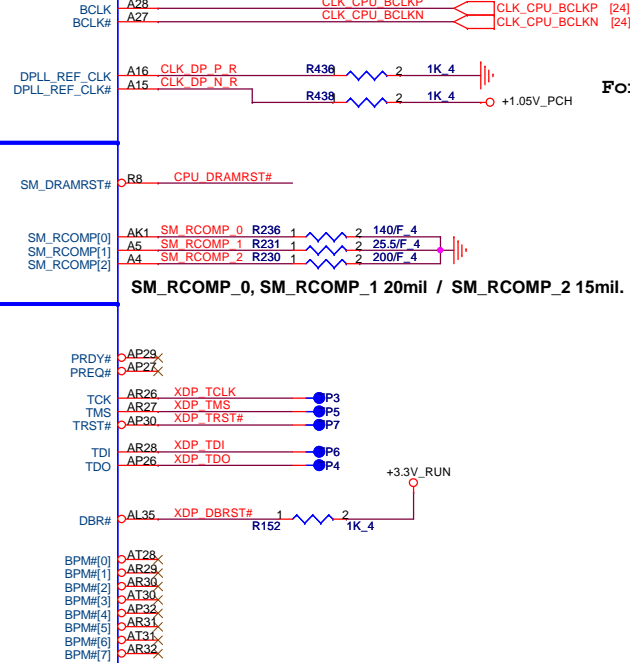 BCLK A28 CLK_CPU_BCLKP CLK_CPU_BCLKP [24]
BCLK# A27 CLK_CPU_BCLKN CLK_CPU_BCLKN [24]
DPLL_REF_CLK A16 CLK_DP_P_R R436 2 1K_4
DPLL_REF_CLK# A15 CLK_DP_N_R R438 2 1K_4 +1.05V_PCH
For
SM_DRAMRST# R8 CPU_DRAMRST#
SM_RCOMP[0] AK1 SM_RCOMP_0 R236 1 2 140/F_4
SM_RCOMP[1] A5 SM_RCOMP_1 R231 1 2 25.5/F_4
SM_RCOMP[2] A4 SM_RCOMP_2 R230 1 2 200/F_4
SM_RCOMP_0, SM_RCOMP_1 20mil / SM_RCOMP_2 15mil.
PRDY# AP29
PREQ# AP27
TCK AR26 XDP_TCLK P3
TMS AR27 XDP_TMS P5
TRST# AP30 XDP_TRST# P7
TDI AR28 XDP_TDI P6
TDO AP26 XDP_TDO P4
+3.3V_RUN
DBR# AL35 XDP_DBRST# R152 1 2 1K_4
BPM#[0] AT28
BPM#[1] AR29
BPM#[2] AR30
BPM#[3] AT30
BPM#[4] AP32
BPM#[5] AR31
BPM#[6] AT31
BPM#[7] AR32